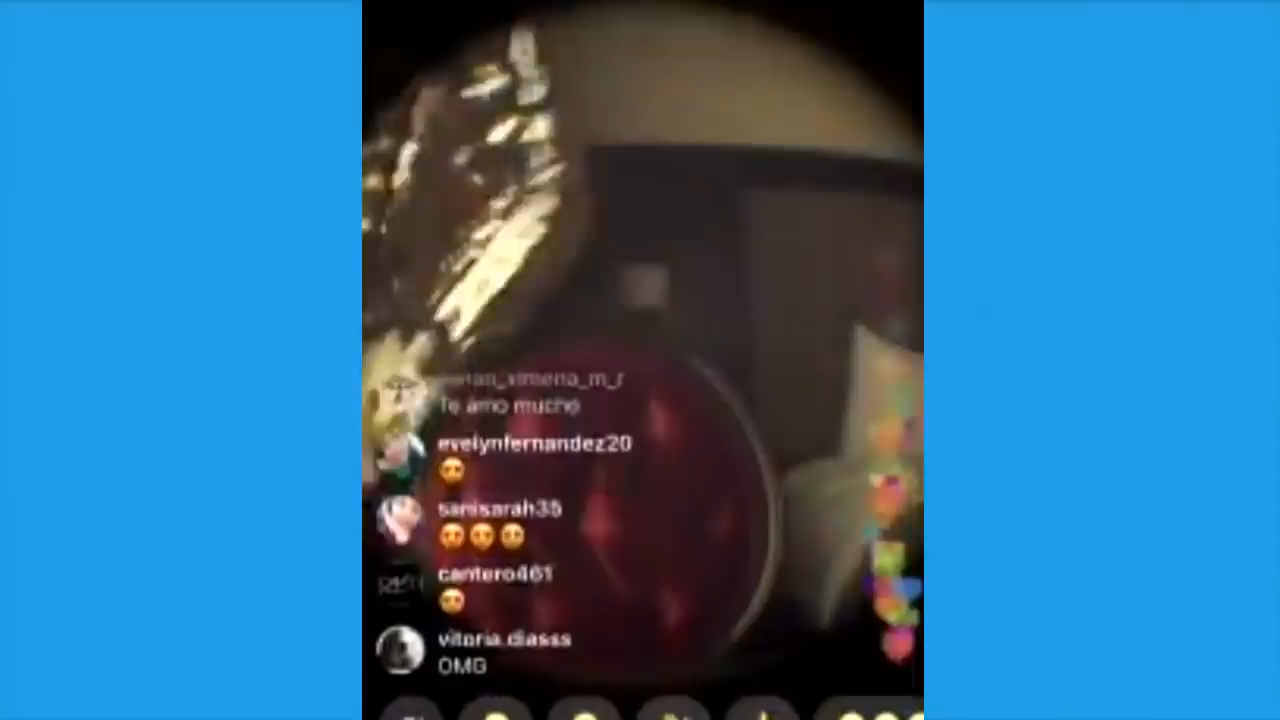 Te amo mucho
evelynfernandez20
sanisarah35
cantero461
vitoria.diasss
OMG